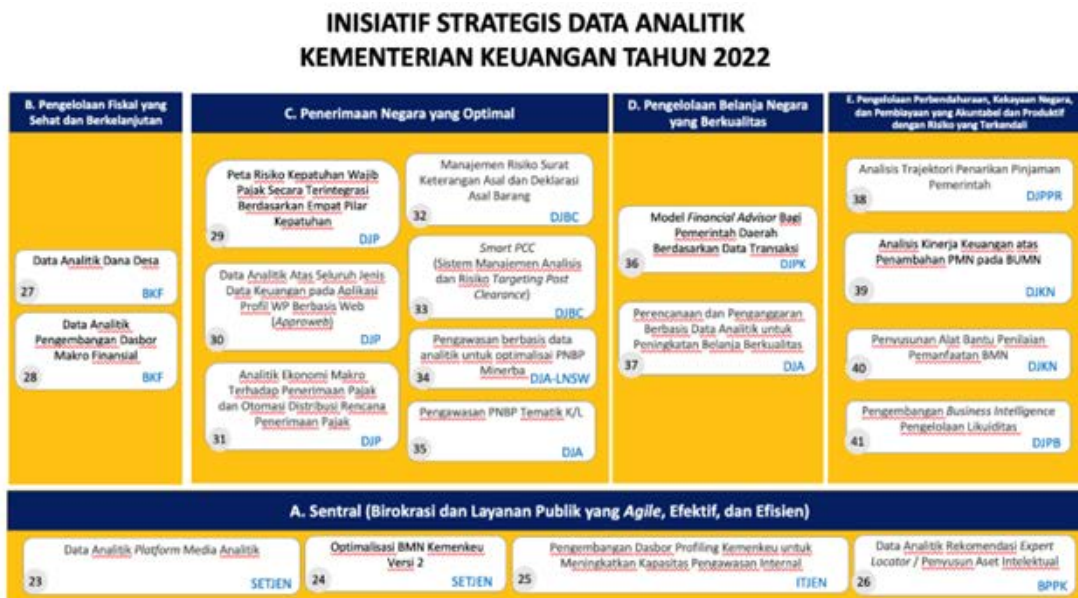 INISIATIF STRATEGIS DATA ANALITIK
KEMENTERIAN KEUANGAN TAHUN 2022
B. Pengelolaan Fiskal yang
Sehat dan Berkelanjutan
Data Analitik Dana Desa
27
BKF
Data Analitik
Pengembangan Dasbor
Makro Finansial
28
BKF
C. Penerimaan Negara yang Optimal
Peta Risiko Kepatuhan Wajib
Pajak Secara Terintegrasi
Berdasarkan Empat Pilar
Kepatuhan
29
DJP
Data Analitik Atas Seluruh Jenis
Data Keuangan pada Aplikasi
Profil WP Berbasis Web
(Approweb)
30
DJP
Analitik Ekonomi Makro
Terhadap Penerimaan Pajak
dan Otomasi Distribusi Rencana
Penerimaan Pajak
31
DJP
Manajemen Risiko Surat
Keterangan Asal dan Deklarasi
Asal Barang
32
DJBC
Smart PCC
(Sistem Manajemen Analisis
dan Risiko Targeting Post
Clearance)
33
DJBC
Pengawasan berbasis data
analitik untuk optimalisai PNBP
Minerba
34
DJA-LNSW
Pengawasan PNBP Tematik K/L
35
DJA
D. Pengelolaan Belanja Negara
yang Berkualitas
Model Financial Advisor Bagi
Pemerintah Daerah
Berdasarkan Data Transaksi
36
DJPK
Perencanaan dan Penganggaran
Berbasis Data Analitik untuk
Peningkatan Belanja Berkualitas
37
DJA
E. Pengelolaan Perbendaharaan, Kekayaan Negara,
dan Pembiayaan yang Akuntabel dan Produktif
dengan Risiko yang Terkendali
Analisis Trajektori Penarikan Pinjaman
Pemerintah
38
DJPPR
Analisis Kinerja Keuangan atas
Penambahan PMN pada BUMN
39
DJKN
Penyusunan Alat Bantu Penilaian
Pemanfaatan BMN
40
DJKN
Pengembangan Business Intelligence
Pengelolaan Likuiditas
41
DJPB
A. Sentral (Birokrasi dan Layanan Publik yang Agile, Efektif, dan Efisien)
Data Analitik Platform Media Analitik
23
SETJEN
Optimalisasi BMN Kemenkeu
Versi 2
24
SETJEN
Pengembangan Dasbor Profiling Kemenkeu untuk
Meningkatkan Kapasitas Pengawasan Internal
25
ITJEN
Data Analitik Rekomendasi Expert
Locator / Penyusun Aset Intelektual
26
BPPK